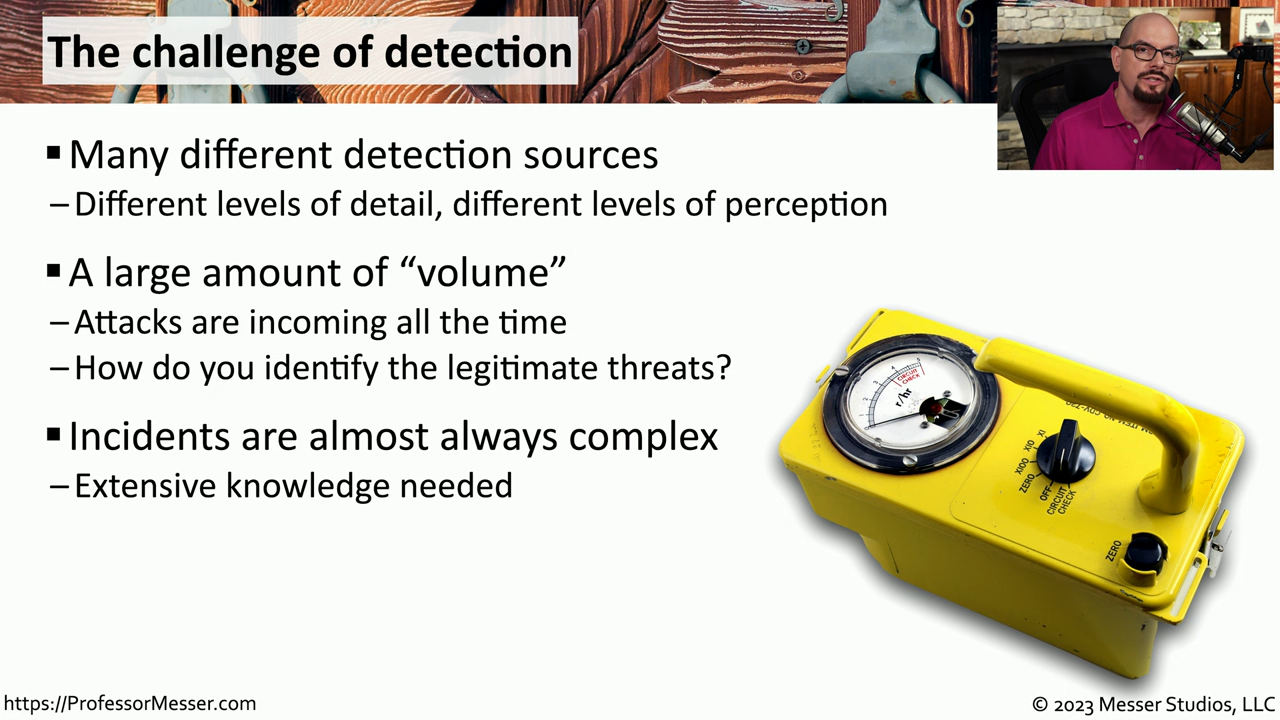 The challenge of detection
▪ Many different detection sources
– Different levels of detail, different levels of perception
▪ A large amount of “volume”
– Attacks are incoming all the time
– How do you identify the legitimate threats?
▪ Incidents are almost always complex
– Extensive knowledge needed
CIRCUIT
CHECK
r/hr
X1
X10
X100
ZERO
OFF
CIRCUIT
CHECK
ZERO
https://ProfessorMesser.com
© 2023 Messer Studios, LLC